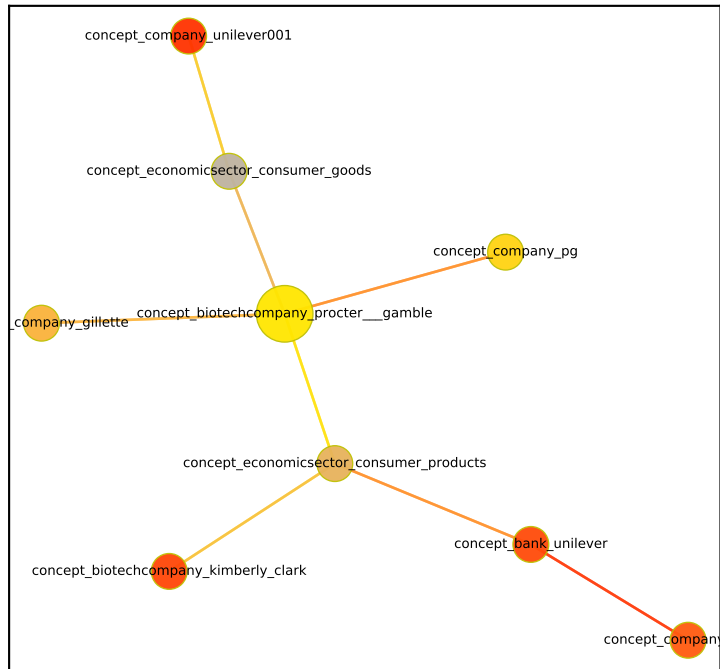 concept_company_unilever001
concept_economicsector_consumer_goods
concept_company_pg
concept_biotechcompany_procter___gamble
_company_gillette
concept_economicsector_consumer_products
concept_bank_unilever
concept_biotechcompany_kimberly_clark
concept_company